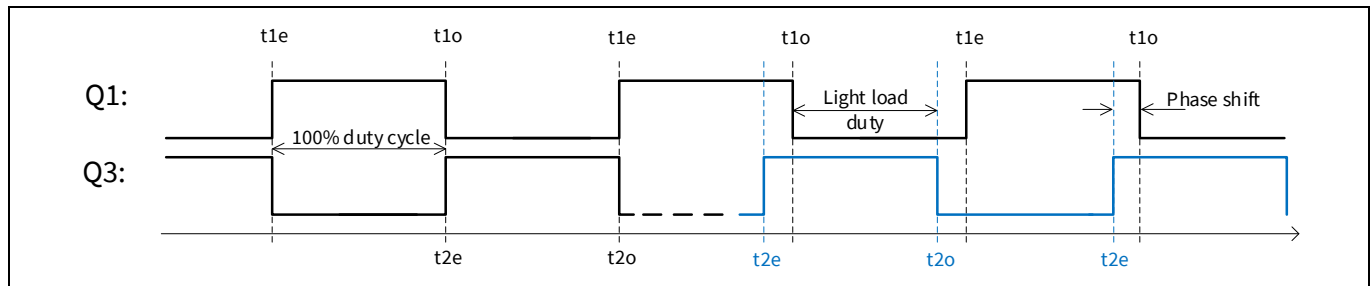 t1e t1o t1e t1o t1e t1o
Q1:
Light load
duty
Phase shift
100% duty cycle
Q3:
t2e t2o t2e t2o t2e